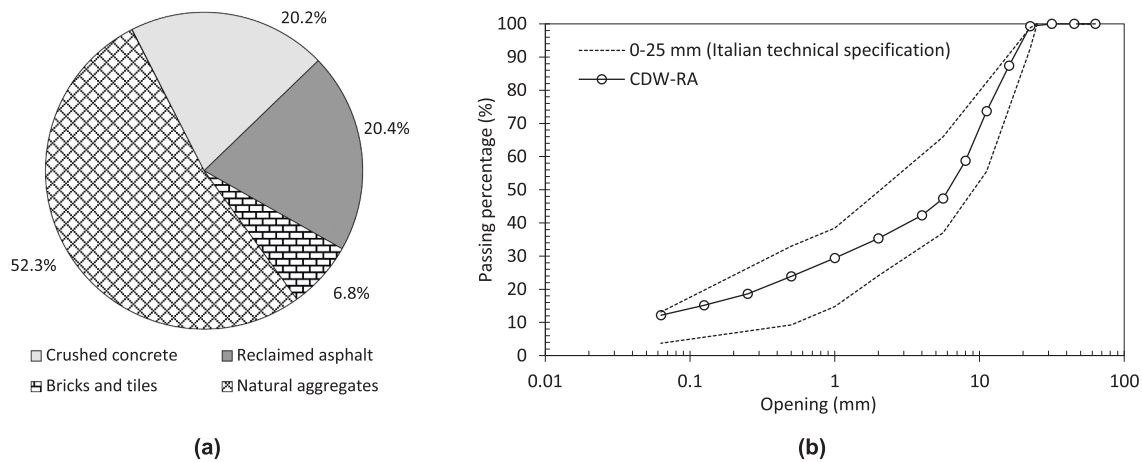 20.2%
20.4%
52.3%
6.8%
Crushed concrete
Reclaimed asphalt
Bricks and tiles
Natural aggregates
(a)
Passing percentage (%)
100
90
80
70
60
50
40
30
20
10
0
0-25 mm (Italian technical specification)
CDW-RA
0.01
0.1
1
10
100
Opening (mm)
(b)